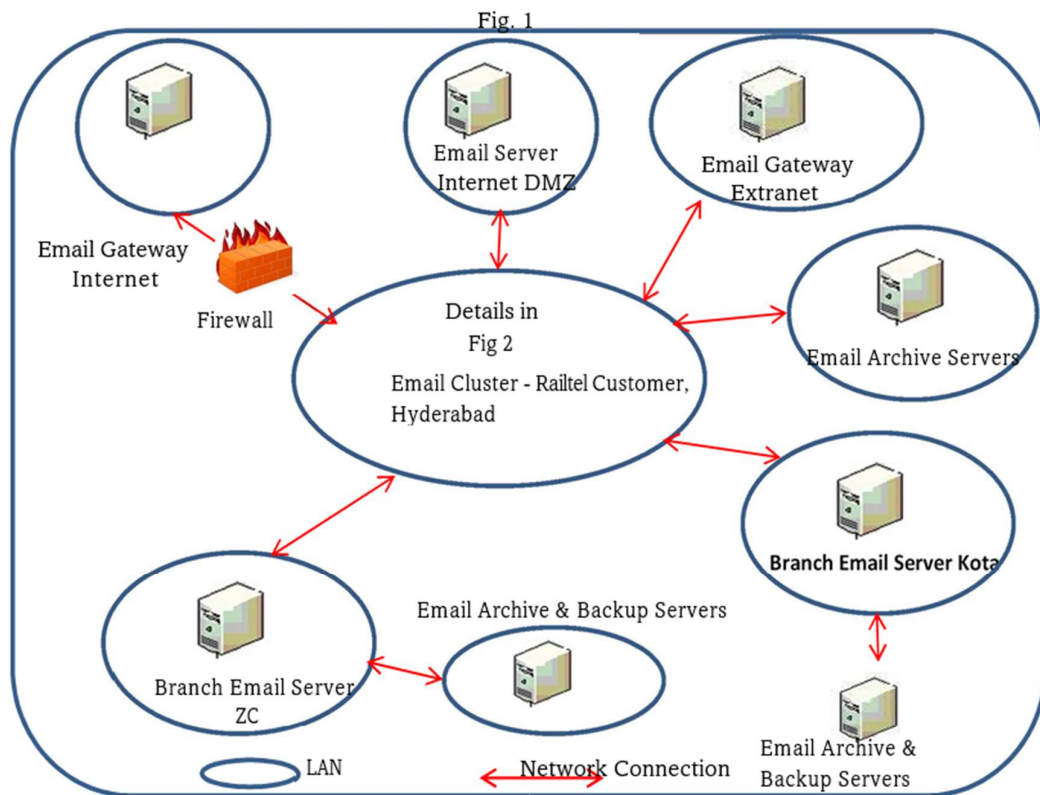 Fig. 1
Email Server
Internet DMZ
Email Gateway
Extranet
Email Gateway
Internet
Firewall
Details in
Fig 2
Email Cluster - Railtel Customer,
Hyderabad
Email Archive Servers
Branch Email Server Kota
Email Archive & Backup Servers
Branch Email Server
ZC
Email Archive &
Backup Servers
LAN
Network Connection